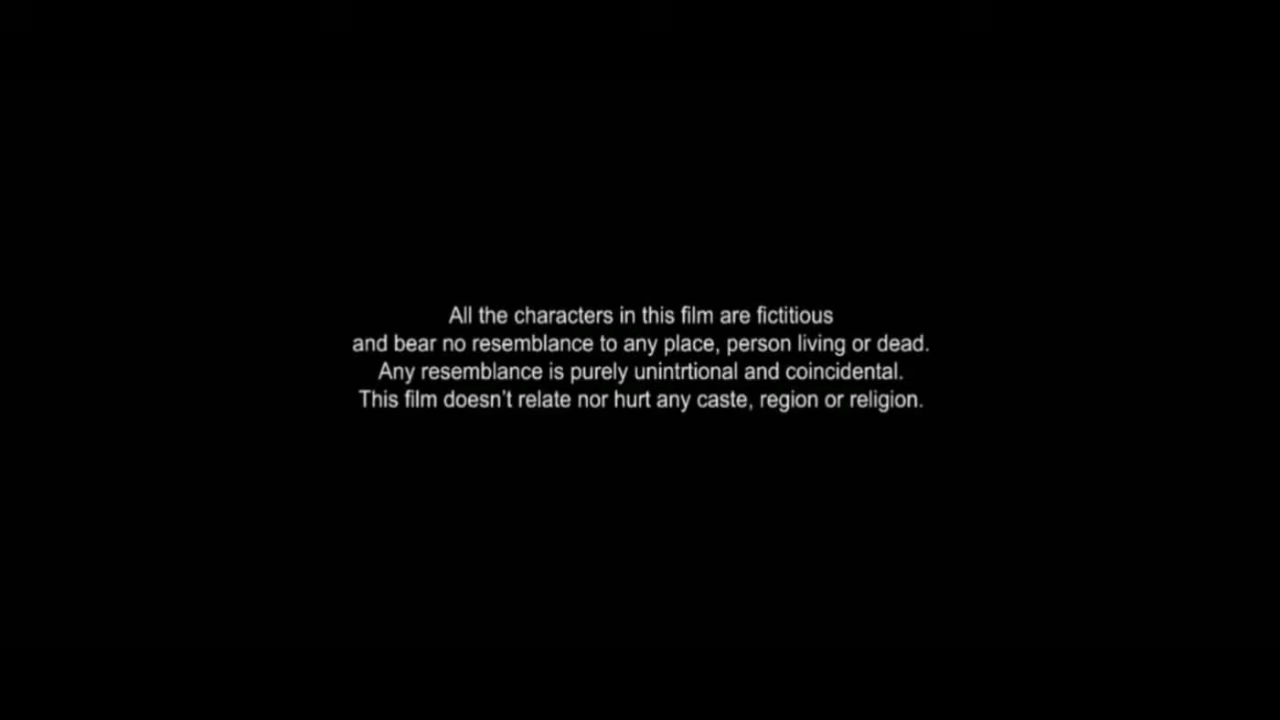 All the characters in this film are fictitious
and bear no resemblance to any place, person living or dead.
Any resemblance is purely unintrtional and coincidental.
This film doesn't relate nor hurt any caste, region or religion.